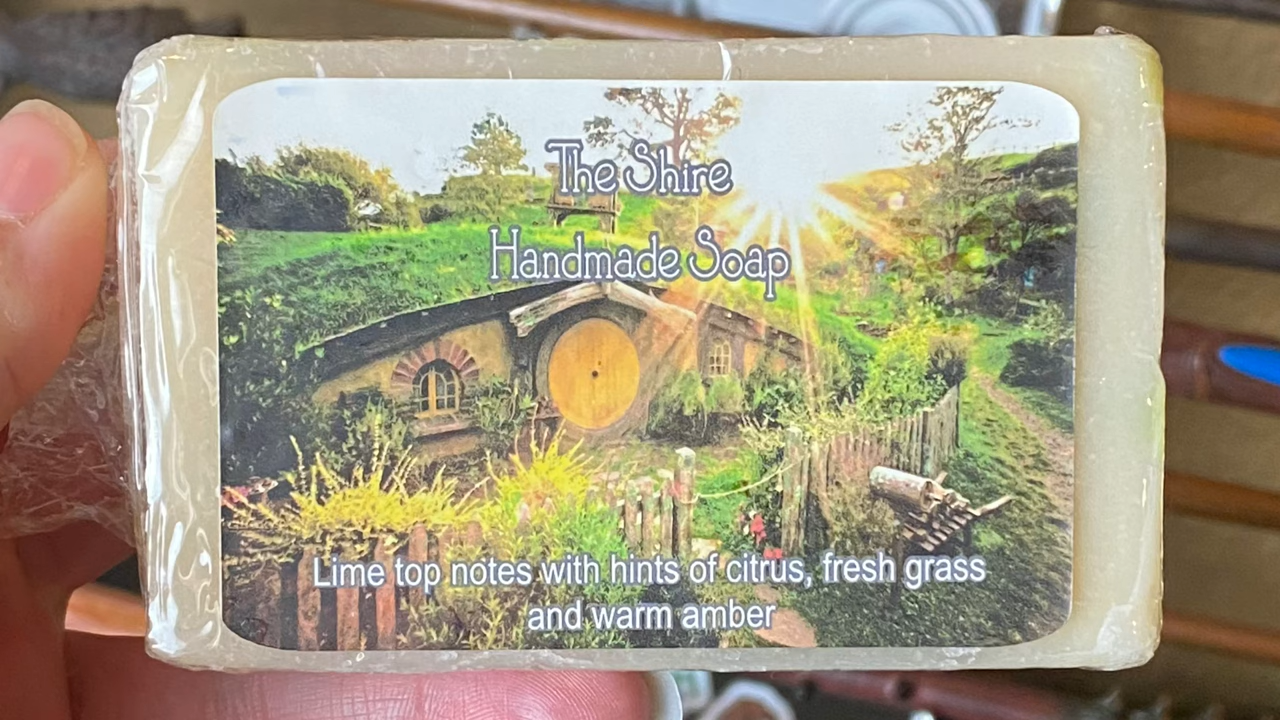 The Shire
Handmade Soap
Lime top notes with hints of citrus, fresh grass
and warm amber